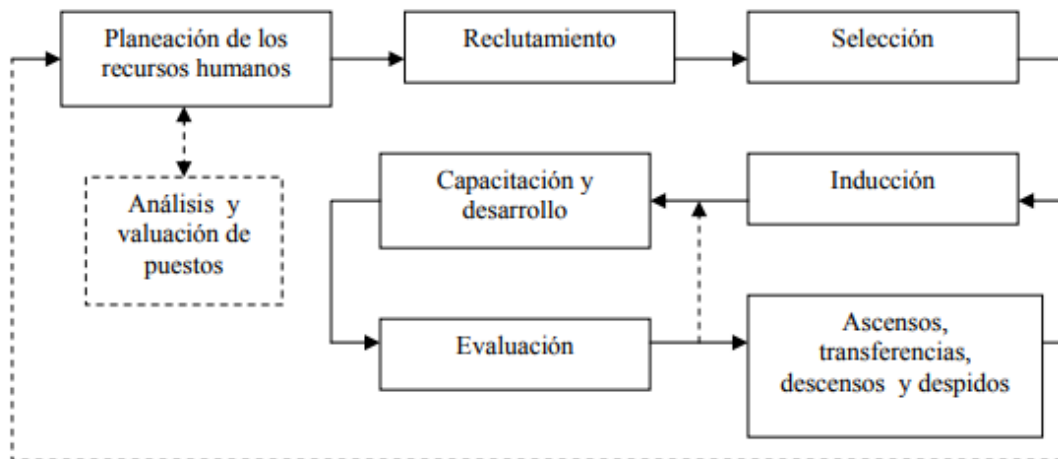 Planeación de los
recursos humanos
Reclutamiento
Selección
Análisis y
valuación de
puestos
Capacitación y
desarrollo
Inducción
Evaluación
Ascensos,
transferencias,
descensos y despidos